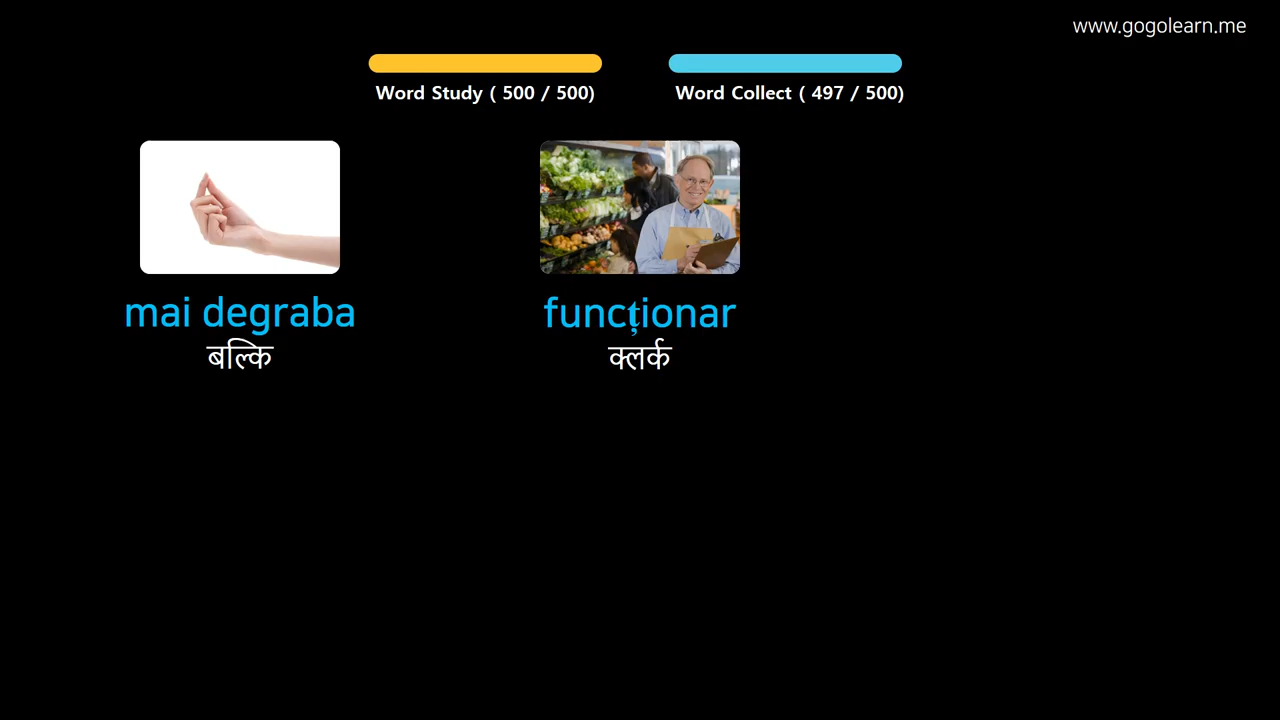 www.gogolearn.me
Word Study ( 500 / 500)
Word Collect ( 497 / 500)
mai degraba
बल्कि
funcționar
क्लर्क